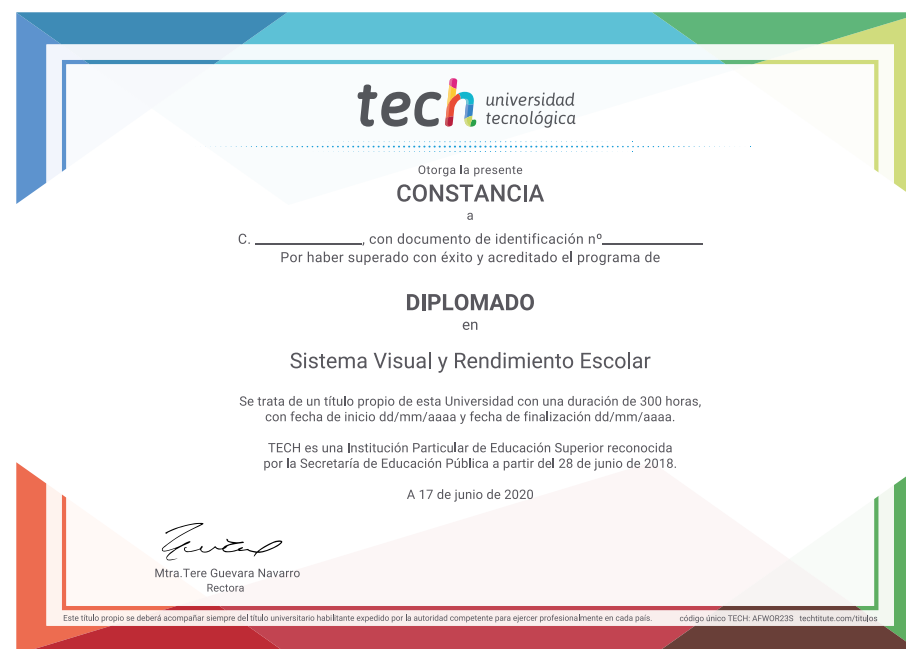 tech universidad
tecnológica
Otorga la presente
CONSTANCIA
a
C. ____________, con documento de identificación nº____________
Por haber superado con éxito y acreditado el programa de
DIPLOMADO
en
Sistema Visual y Rendimiento Escolar
Se trata de un título propio de esta Universidad con una duración de 300 horas,
con fecha de inicio dd/mm/aaaa y fecha de finalización dd/mm/aaaa.
TECH es una Institución Particular de Educación Superior reconocida
por la Secretaría de Educación Pública a partir del 28 de junio de 2018.
A 17 de junio de 2020
Mtra.Tere Guevara Navarro
Rectora
Este título propio se deberá acompañar siempre del título universitario habilitante expedido por la autoridad competente para ejercer profesionalmente en cada país. código único TECH: AFWOR23S techtitute.com/titulos